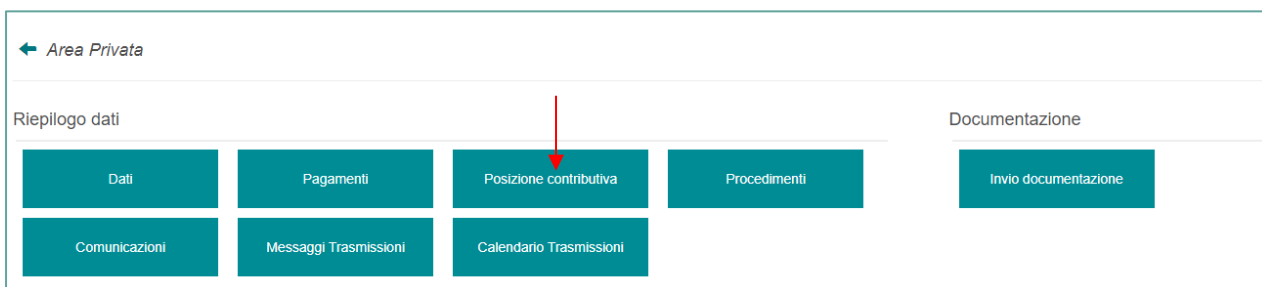 Area Privata
Riepilogo dati
Documentazione
Dati
Pagamenti
Posizione contributiva
Procedimenti
Invio documentazione
Comunicazioni
Messaggi Trasmissioni
Calendario Trasmissioni